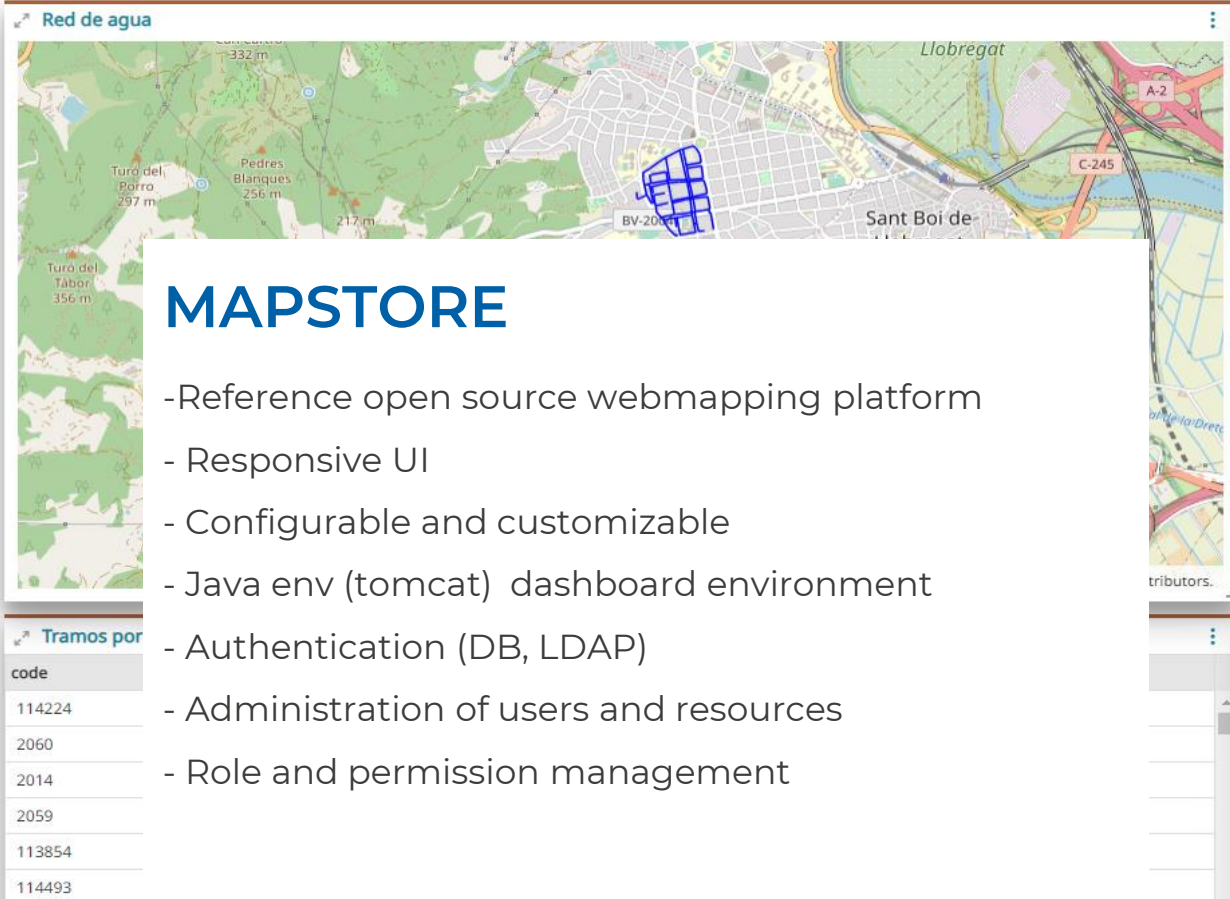 Red de agua
332 m
Llobregat
A-2
C-245
Turó del
Porro
297 m
Pedres
Blanques
256 m
217 m
BV-20
Sant Boi de
Turó del
Tàbor
356 m
MAPSTORE
-Reference open source webmapping platform
- Responsive UI
- Configurable and customizable
- Java env (tomcat)  dashboard environment
- Authentication (DB, LDAP)
- Administration of users and resources
- Role and permission management
tributors.
Tramos por
code
114224
2060
2014
2059
113854
114493